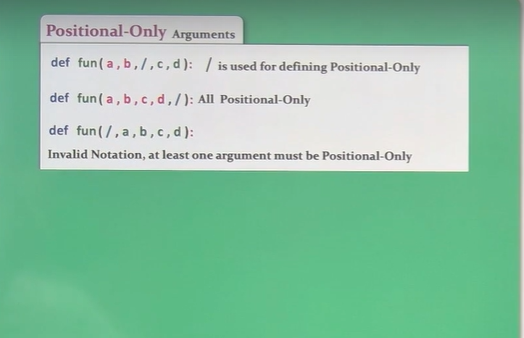 Positional-Only Arguments
def fun(a,b,/,c,d): / is used for defining Positional-Only
def fun(a,b,c,d,/): All Positional-Only
def fun(/,a,b,c,d):
Invalid Notation, at least one argument must be Positional-Only